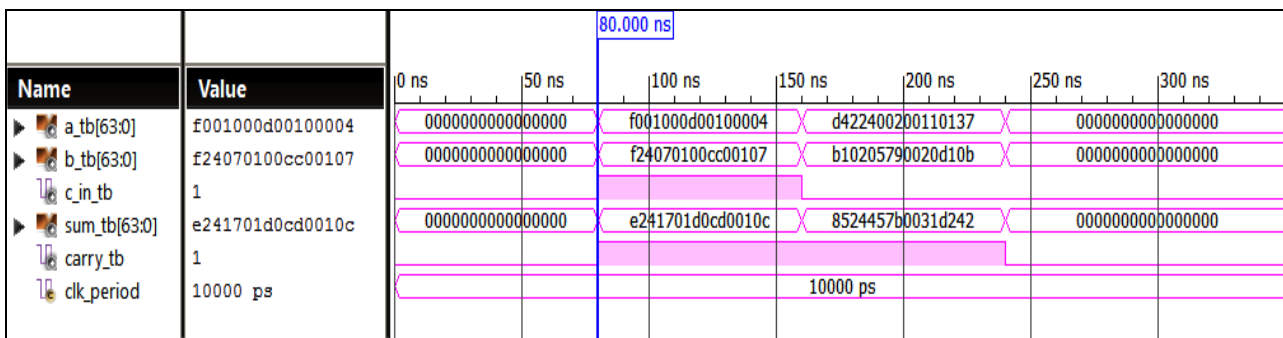 80.000 ns
Name Value 0 ns 50 ns 100 ns 150 ns 200 ns 250 ns 300 ns
a_tb[63:0] f001000d00100004 0000000000000000 f001000d00100004 d422400200110137 0000000000000000
b_tb[63:0] f24070100cc00107 0000000000000000 f24070100cc00107 b10205790020d10b 0000000000000000
c_in_tb 1
sum_tb[63:0] e241701d0cd0010c 0000000000000000 e241701d0cd0010c 8524457b0031d242 0000000000000000
carry_tb 1
clk_period 10000 ps 10000 ps